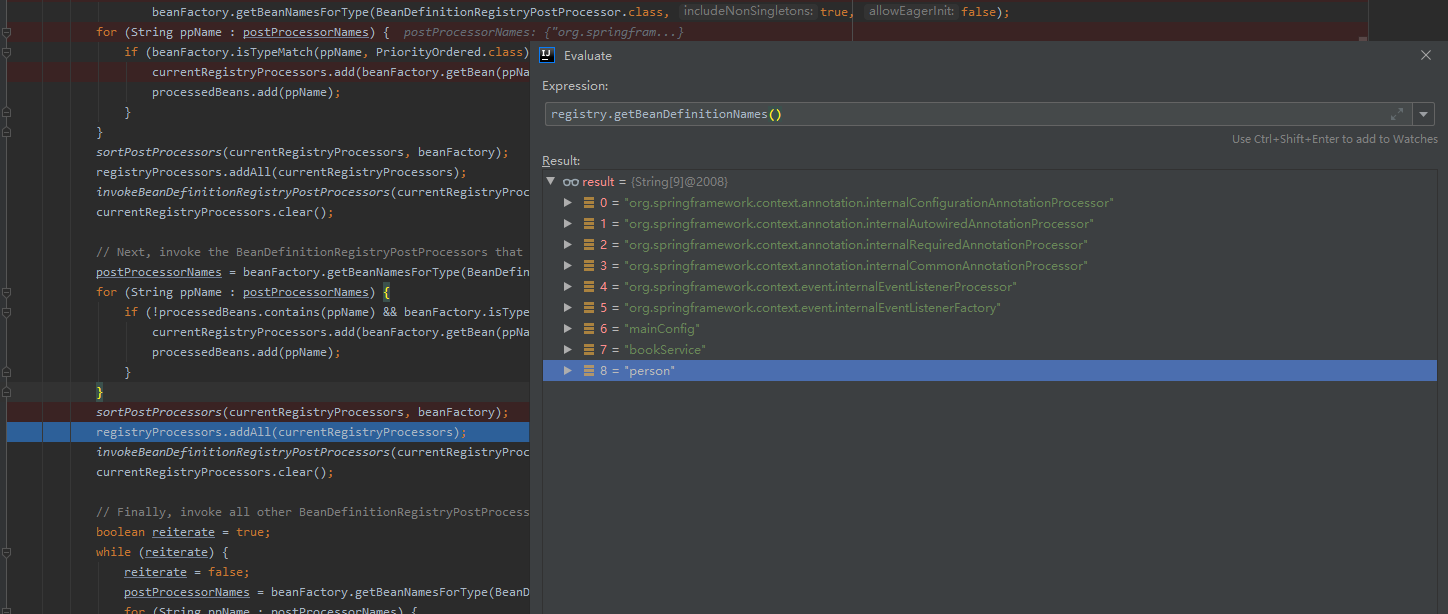 beanFactory.getBeanNamesForType(BeanDefinitionRegistryPostProcessor.class, includeNonSingletons: true, allowEagerInit: false);
for (String ppName : postProcessorNames) { postProcessorNames: {"org.springfram...}
if (beanFactory.isTypeMatch(ppName, PriorityOrdered.class)
currentRegistryProcessors.add(beanFactory.getBean(ppNa
processedBeans.add(ppName);
}
}
sortPostProcessors(currentRegistryProcessors, beanFactory);
registryProcessors.addAll(currentRegistryProcessors);
invokeBeanDefinitionRegistryPostProcessors(currentRegistryProc
currentRegistryProcessors.clear();
// Next, invoke the BeanDefinitionRegistryPostProcessors that
postProcessorNames = beanFactory.getBeanNamesForType(BeanDefin
for (String ppName : postProcessorNames) {
if (!processedBeans.contains(ppName) && beanFactory.isType
currentRegistryProcessors.add(beanFactory.getBean(ppNa
processedBeans.add(ppName);
}
}
sortPostProcessors(currentRegistryProcessors, beanFactory);
registryProcessors.addAll(currentRegistryProcessors);
invokeBeanDefinitionRegistryPostProcessors(currentRegistryProc
currentRegistryProcessors.clear();
// Finally, invoke all other BeanDefinitionRegistryPostProcess
boolean reiterate = true;
while (reiterate) {
reiterate = false;
postProcessorNames = beanFactory.getBeanNamesForType(BeanD
for (String ppName : postProcessorNames) {
Evaluate
Expression:
registry.getBeanDefinitionNames()
Use Ctrl+Shift+Enter to add to Watches
Result:
result = {String[9]@2008}
0 = "org.springframework.context.annotation.internalConfigurationAnnotationProcessor"
1 = "org.springframework.context.annotation.internalAutowiredAnnotationProcessor"
2 = "org.springframework.context.annotation.internalRequiredAnnotationProcessor"
3 = "org.springframework.context.annotation.internalCommonAnnotationProcessor"
4 = "org.springframework.context.event.internalEventListenerProcessor"
5 = "org.springframework.context.event.internalEventListenerFactory"
6 = "mainConfig"
7 = "bookService"
8 = "person"